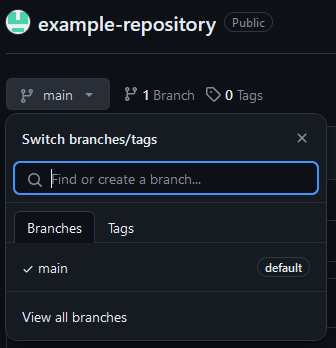 example-repository Public
main 1 Branch 0 Tags
Switch branches/tags
Find or create a branch...
Branches Tags
main default
View all branches